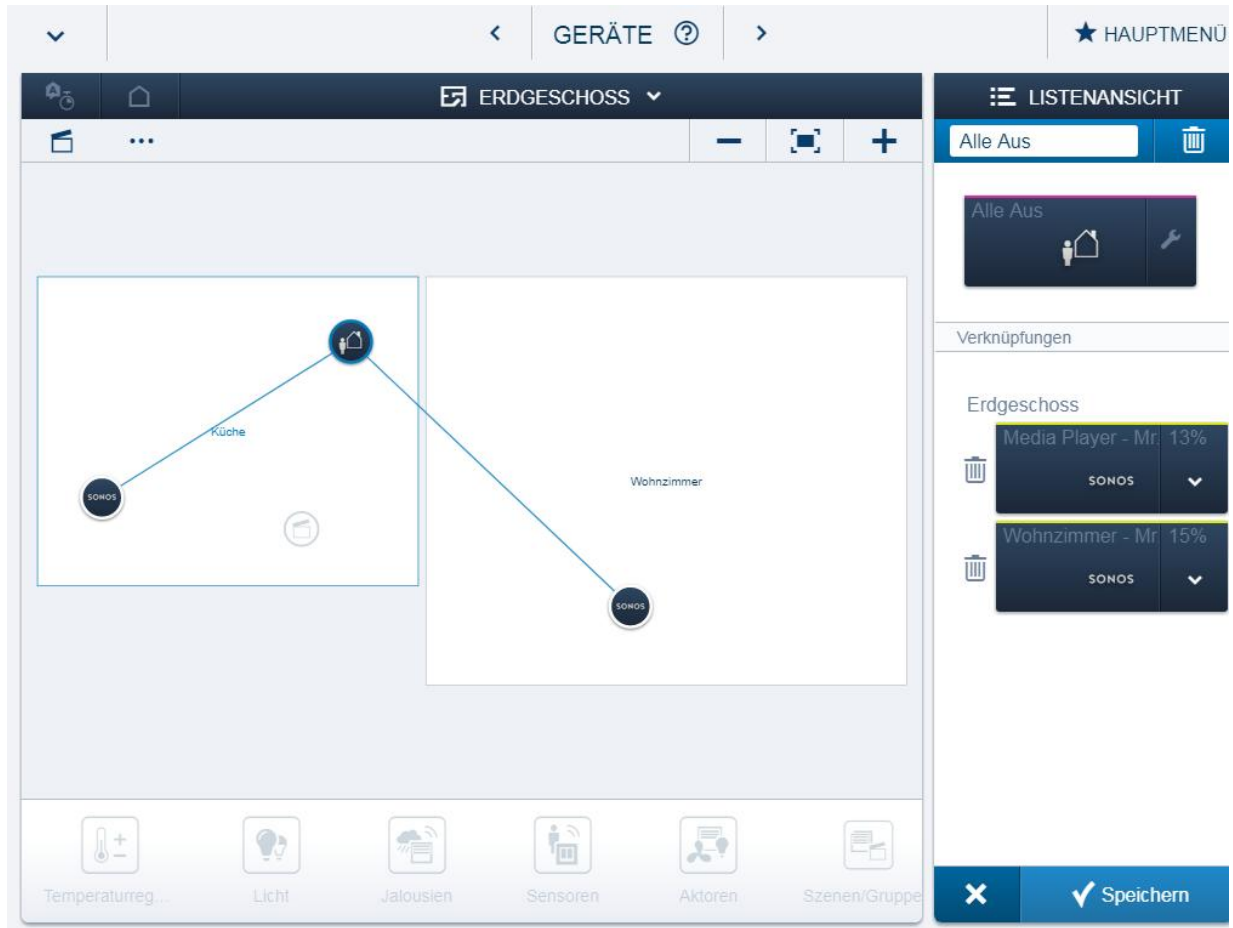 GERÄTE ?
HAUPTMENÜ
ERDGESCHOSS
LISTENANSICHT
Alle Aus
Alle Aus
Verknüpfungen
Erdgeschoss
Media Player - Mr. 13%
SONOS
Wohnzimmer - Mr 15%
SONOS
Küche
SONOS
Wohnzimmer
SONOS
Temperaturreg...
Licht
Jalousien
Sensoren
Aktoren
Szenen/Gruppe
Speichern